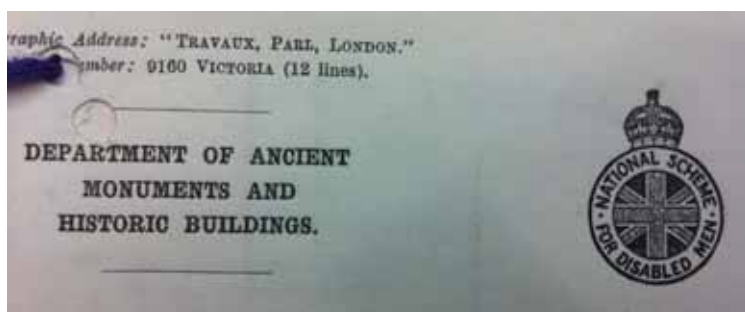 Address: "TRAVAUX, PARL, LONDON."
9160 VICTORIA (12 lines).
DEPARTMENT OF ANCIENT
MONUMENTS AND
HISTORIC BUILDINGS.
NATIONAL SCHEME
FOR DISABLED MEN